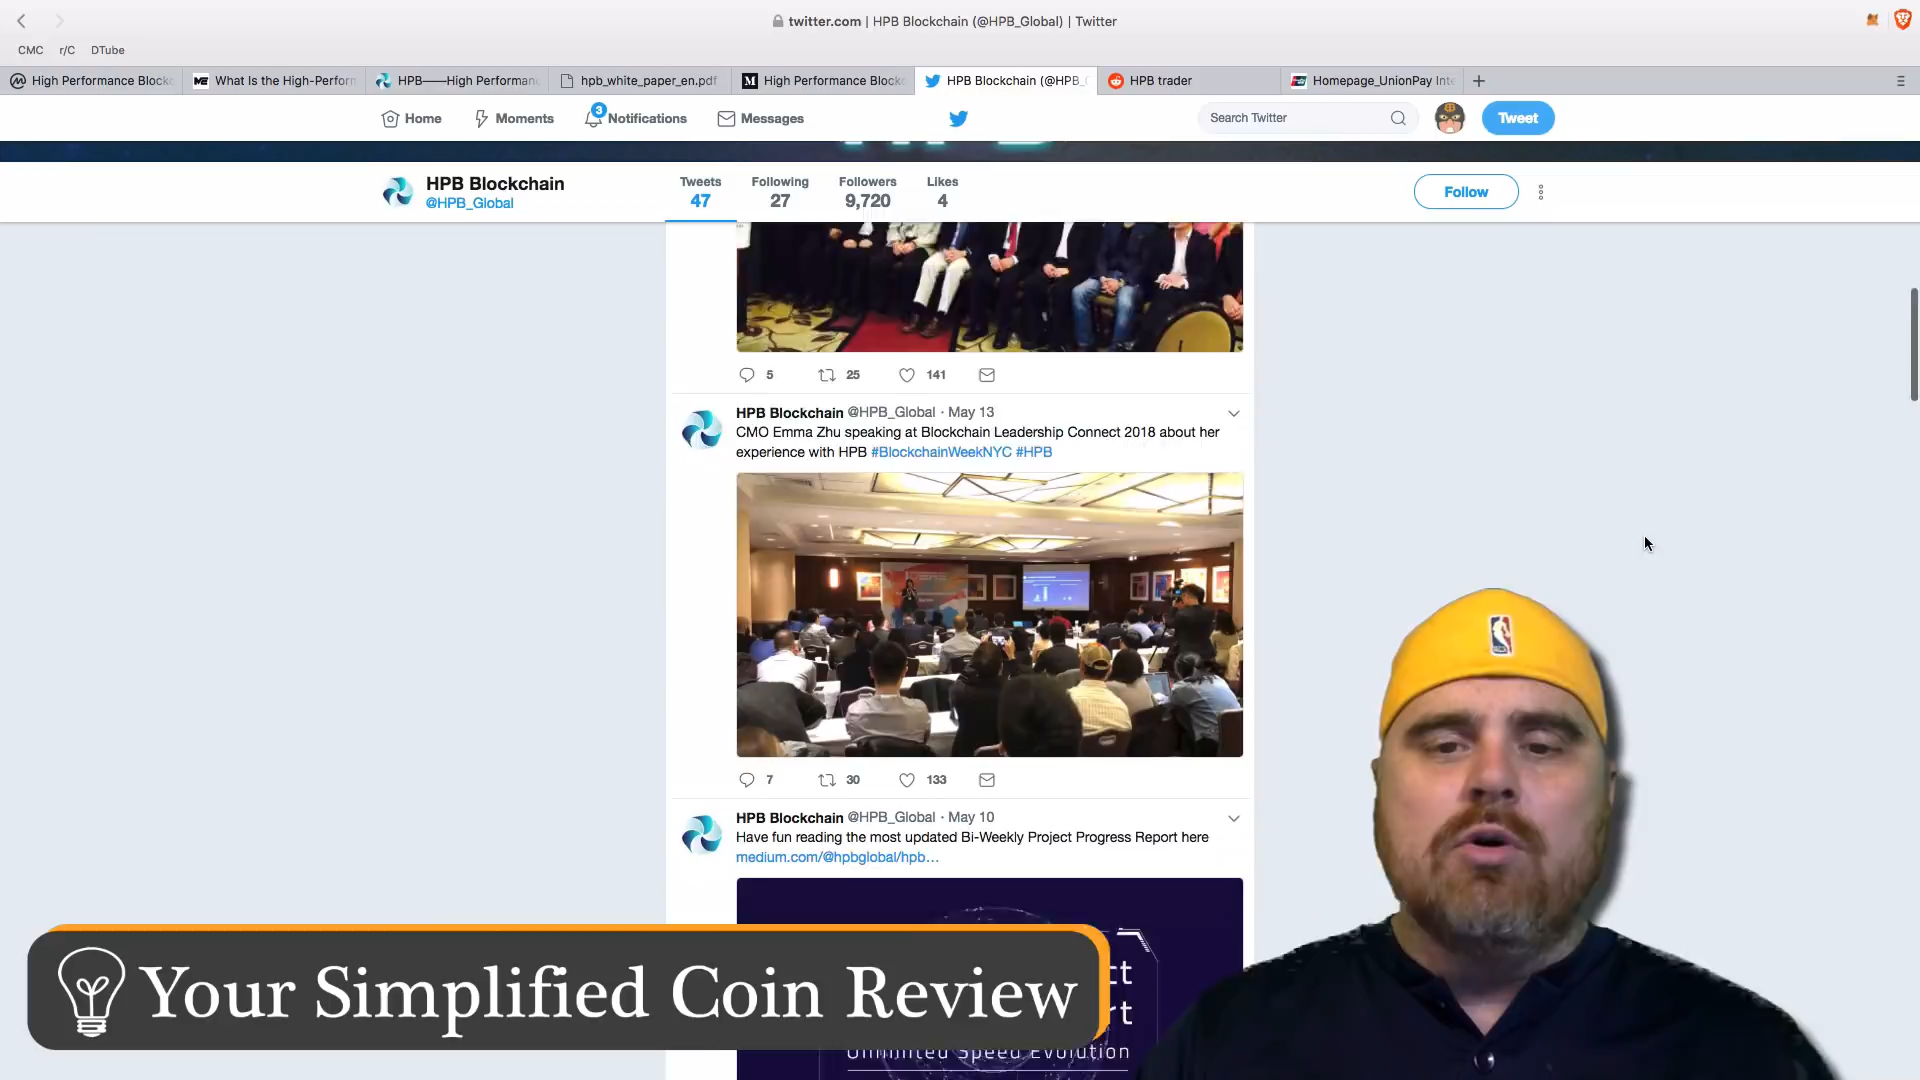 twitter.com | HPB Blockchain (@HPB_Global) | Twitter
CMC r/C DTube
High Performance Block
What Is the High-Perform
HPB——High Performan
hpb_white_paper_en.pdf
High Performance Block
HPB Blockchain (@HPB_
HPB trader
Homepage_UnionPay Inte
Home
Moments
3
Notifications
Messages
Search Twitter
Tweet
HPB Blockchain
@HPB_Global
Tweets
47
Following
27
Followers
9,720
Likes
4
Follow
5 25 141
HPB Blockchain @HPB_Global · May 13
CMO Emma Zhu speaking at Blockchain Leadership Connect 2018 about her
experience with HPB #BlockchainWeekNYC #HPB
7 30 133
HPB Blockchain @HPB_Global · May 10
Have fun reading the most updated Bi-Weekly Project Progress Report here
medium.com/@hpbglobal/hpb…
ct
rt
Unlimited Speed Evolution
Your Simplified Coin Review